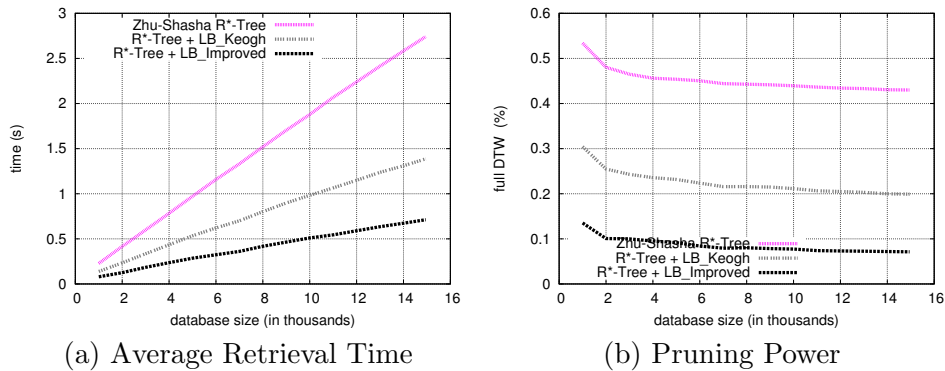 3
2.5
2
1.5
1
0.5
0
0 2 4 6 8 10 12 14 16
time (s)
database size (in thousands)
Zhu-Shasha R*-Tree
R*-Tree + LB_Keogh
R*-Tree + LB_Improved
(a) Average Retrieval Time
0.6
0.5
0.4
0.3
0.2
0.1
0
0 2 4 6 8 10 12 14 16
full DTW (%)
database size (in thousands)
Zhu-Shasha R*-Tree
R*-Tree + LB_Keogh
R*-Tree + LB_Improved
(b) Pruning Power